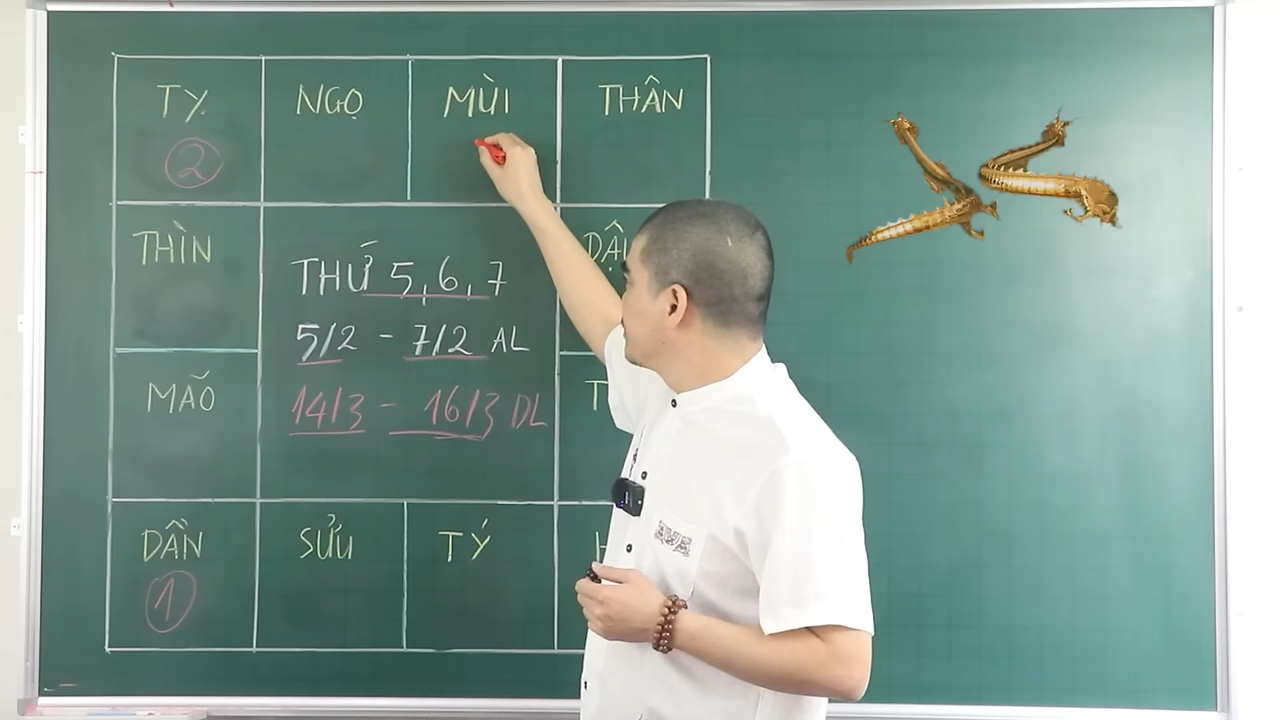 TỴ NGỌ MÙI THÂN
②
THÌN DẬU
THỨ 5, 6, 7
5/2 - 7/2 AL
MÃO T
14/3 - 16/3 DL
DẦN SỬU TÝ H
①